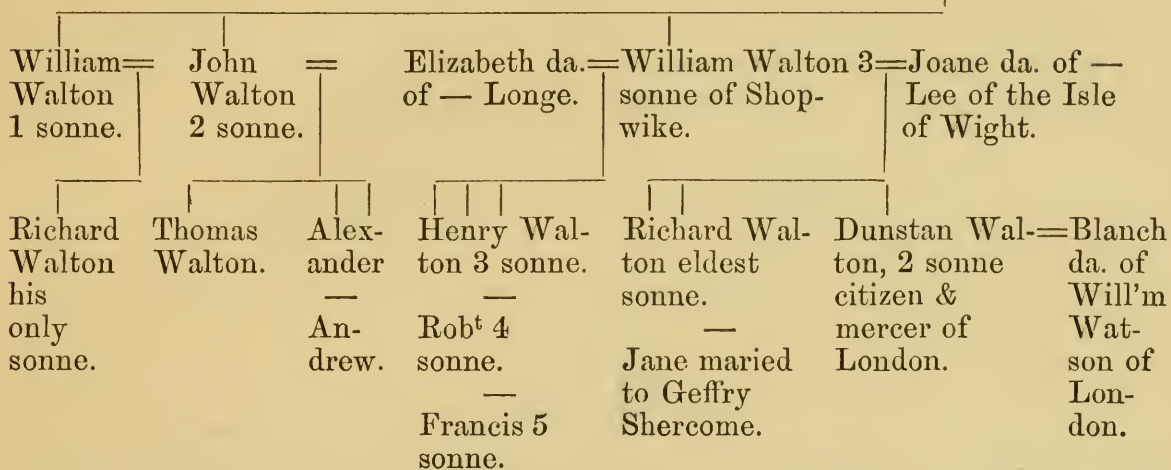 William=
Walton
1 sonne.
John =
Walton
2 sonne.
Elizabeth da.=William Walton 3=Joane da. of —
of — Longe.
sonne of Shop-
wike.
Lee of the Isle
of Wight.
Richard
Walton
his
only
sonne.
Thomas
Walton.
Alex-
ander
—
An-
drew.
Henry Wal-
ton 3 sonne.
—
Robᵗ 4
sonne.
—
Francis 5
sonne.
Richard Wal-
ton eldest
sonne.
—
Jane maried
to Geffry
Shercome.
Dunstan Wal-=Blanch
ton, 2 sonne
citizen &
mercer of
London.
da. of
Will'm
Wat-
son of
Lon-
don.